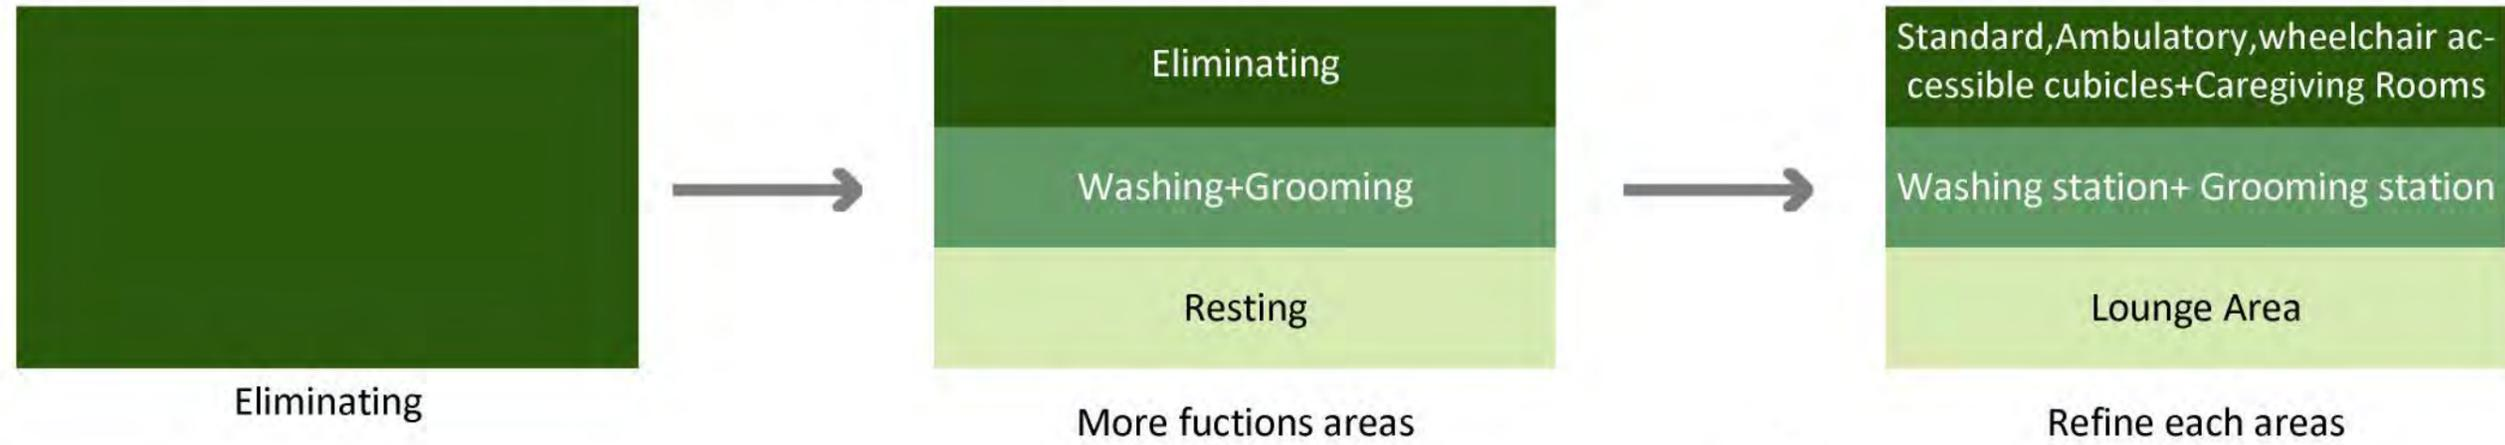 Eliminating
Eliminating
Washing+Grooming
Resting
More fuctions areas
Standard,Ambulatory,wheelchair ac-
cessible cubicles+Caregiving Rooms
Washing station+ Grooming station
Lounge Area
Refine each areas